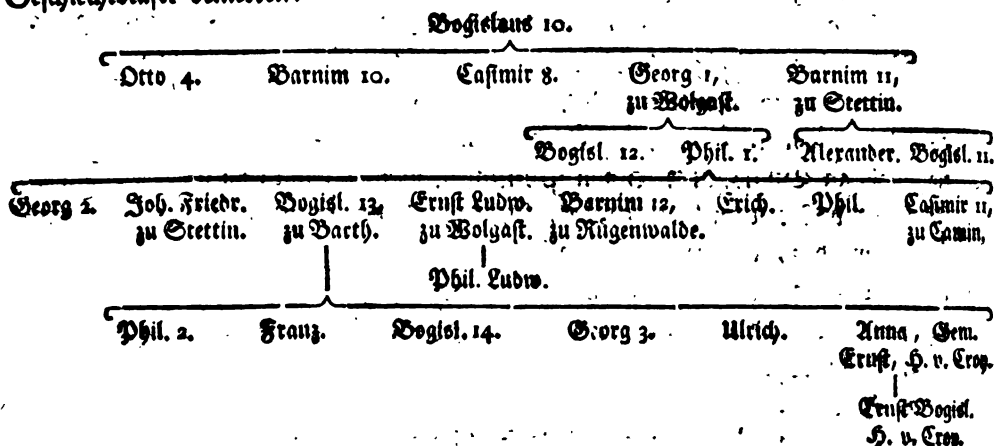 Bogislaus 10.
Otto 4. Barnim 10. Casimir 8. Georg 1, Barnim 11,
zu Wolgast. zu Stettin.
Bogisl. 12. Phil. 1. Alexander. Bogisl. 11.
Georg 2. Joh. Friedr. Bogisl. 13, Ernst Ludw. Barnim 12, Erich. Phil. Casimir 11,
zu Stettin. zu Barth. zu Wolgast. zu Rügenwalde. zu Camin,
Phil. Ludw.
Phil. 2. Franz. Bogisl. 14. Georg 3. Ulrich. Anna, Gem.
Ernst, H. v. Croy.
Ernst Bogisl.
H. v. Croy.